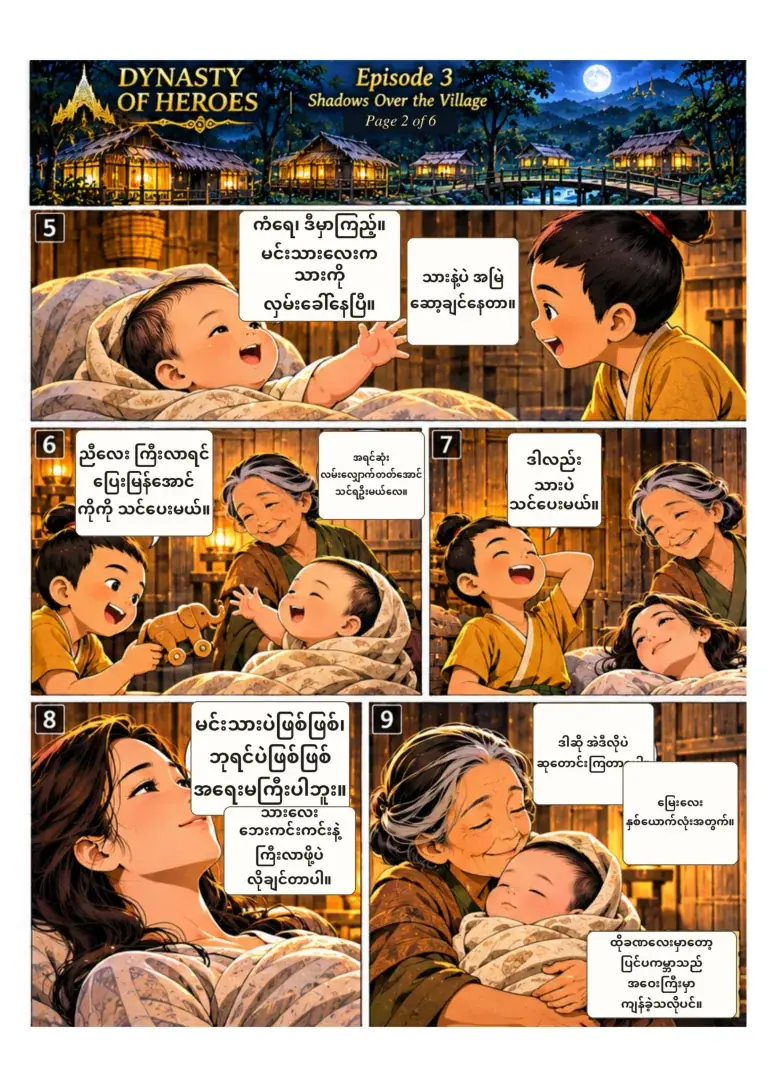 DYNASTY
OF HEROES
Episode 3
Shadows Over the Village
Page 2 of 6
5
ကံရေ၊ ဒီမှာကြည့်။
မင်းသားလေးက
သားကို
လှမ်းခေါ်နေပြီ။
သားနဲ့ပဲ အမြဲ
ဆော့ချင်နေတာ။
6
ညီလေး ကြီးလာရင်
ပြေးမြန်အောင်
ကိုကို သင်ပေးမယ်။
အရင်ဆုံး
လမ်းလျှောက်တတ်အောင်
သင်ရဦးမယ်လေ။
7
ဒါလည်း
သားပဲ
သင်ပေးမယ်။
8
မင်းသားပဲဖြစ်ဖြစ်၊
ဘုရင်ပဲဖြစ်ဖြစ်
အရေးမကြီးပါဘူး။
သားလေး
ဘေးကင်းကင်းနဲ့
ကြီးလာဖို့ပဲ
လိုချင်တာပါ။
9
ဒါဆို အဲဒီလိုပဲ
ဆုတောင်းကြတာ
မြေးလေး
နှစ်ယောက်လုံးအတွက်။
ထိုခဏလေးမှာတော့
ပြင်ပကမ္ဘာသည်
အဝေးကြီးမှာ
ကျန်ခဲ့သလိုပင်။